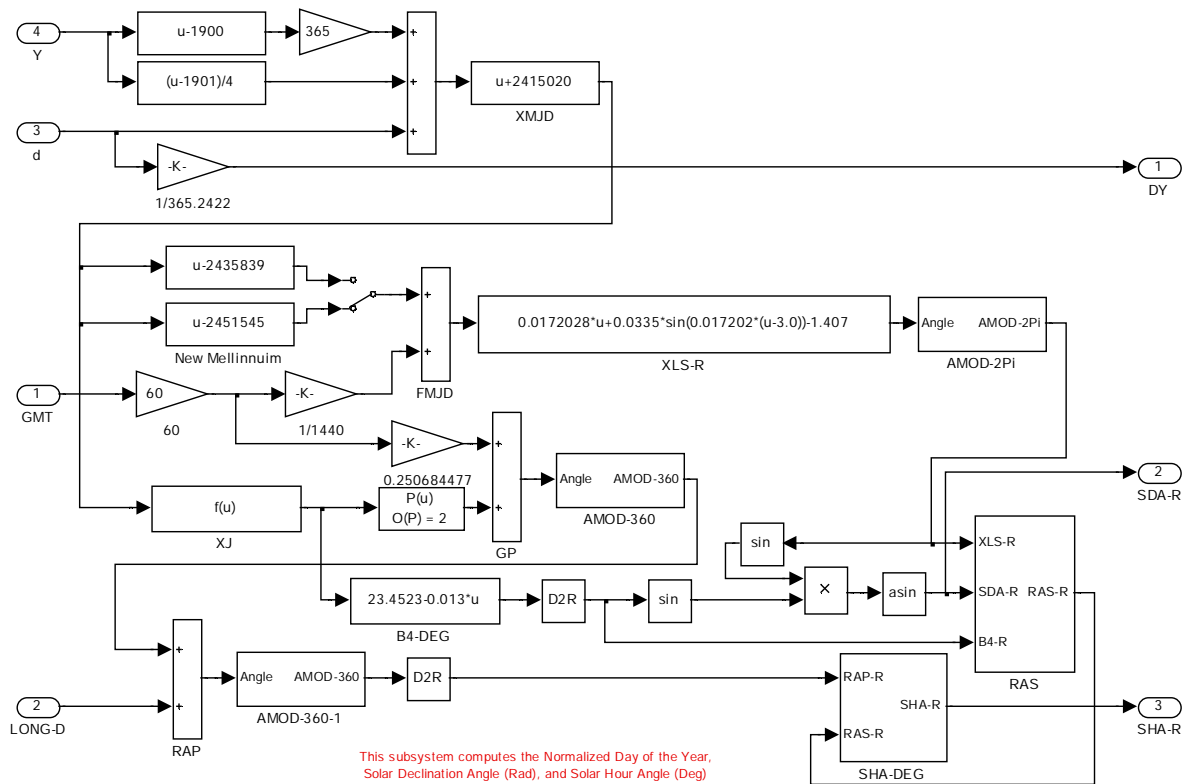 4
Y
u-1900
365
+
(u-1901)/4
+
u+2415020
XMJD
3
d
+
-K-
1/365.2422
1
DY
u-2435839
u-2451545
New Mellinnuim
+
+
FMJD
0.0172028*u+0.0335*sin(0.017202*(u-3.0))-1.407
XLS-R
Angle AMOD-2Pi
AMOD-2Pi
1
GMT
60
60
-K-
1/1440
-K-
0.250684477
+
+
GP
Angle AMOD-360
AMOD-360
2
SDA-R
f(u)
XJ
P(u)
O(P) = 2
sin
XLS-R
SDA-R RAS-R
B4-R
RAS
×
asin
23.4523-0.013*u
B4-DEG
D2R
sin
+
+
RAP
Angle AMOD-360
AMOD-360-1
D2R
RAP-R
SHA-R
RAS-R
SHA-DEG
2
LONG-D
3
SHA-R
This subsystem computes the Normalized Day of the Year,
Solar Declination Angle (Rad), and Solar Hour Angle (Deg)